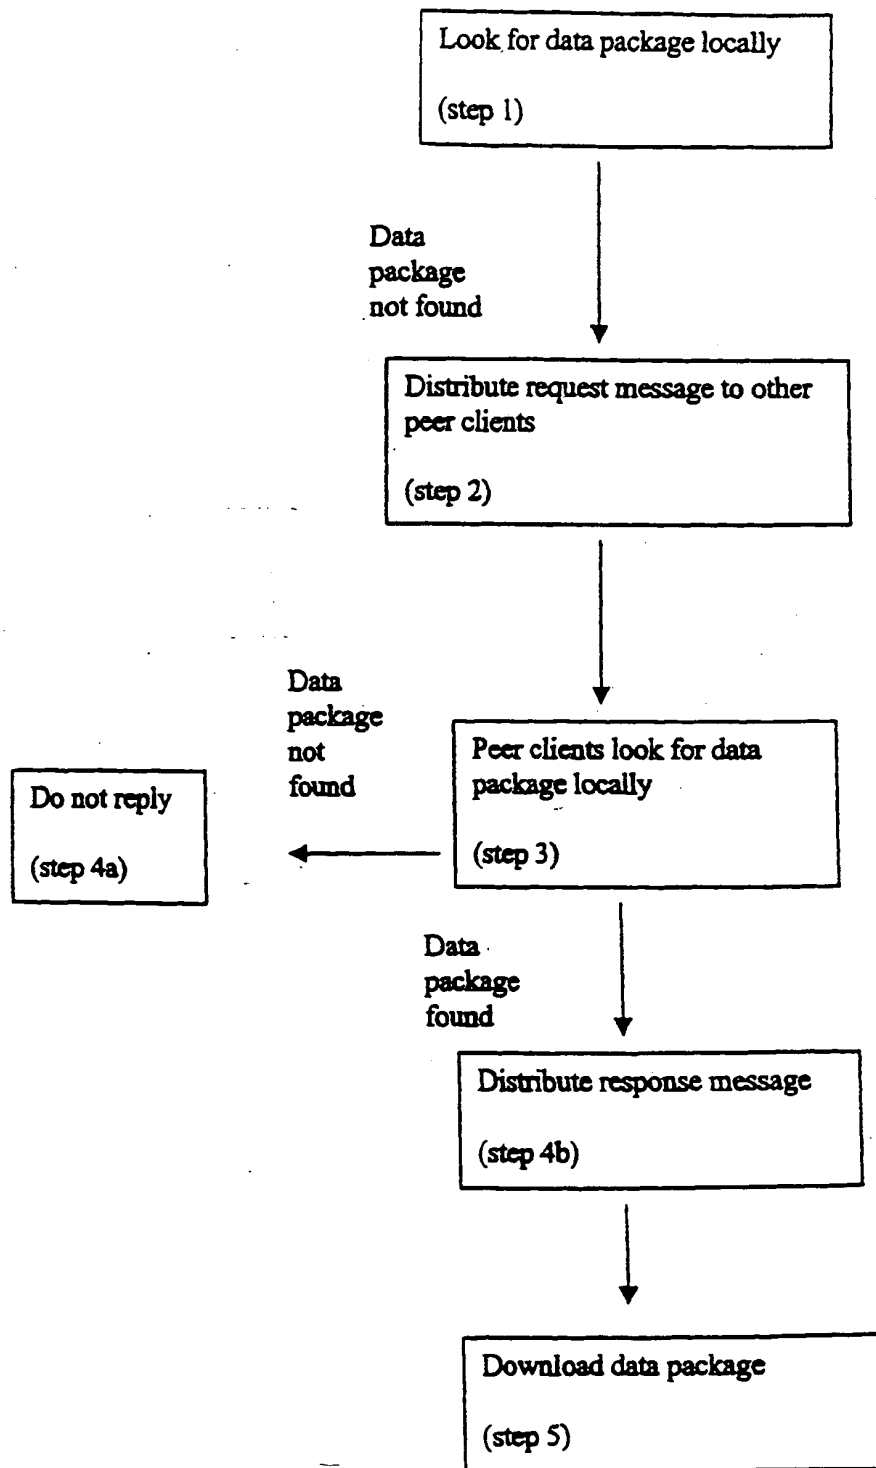 Look for data package locally
(step 1)
Data
package
not found
Distribute request message to other
peer clients
(step 2)
Data
package
not
found
Peer clients look for data
package locally
(step 3)
Do not reply
(step 4a)
Data
package
found
Distribute response message
(step 4b)
Download data package
(step 5)